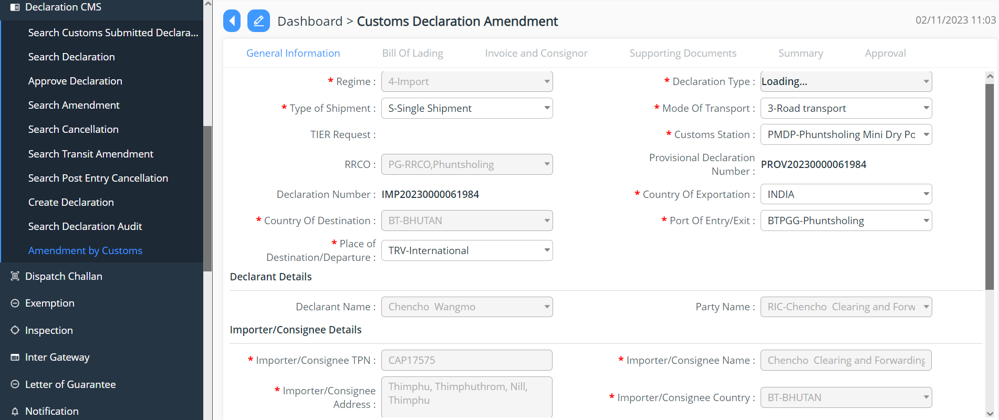 Declaration CMS
Search Customs Submitted Declara...
Search Declaration
Approve Declaration
Search Amendment
Search Cancellation
Search Transit Amendment
Search Post Entry Cancellation
Create Declaration
Search Declaration Audit
Amendment by Customs
Dispatch Challan
Exemption
Inspection
Inter Gateway
Letter of Guarantee
Notification
Dashboard > Customs Declaration Amendment
02/11/2023 11:03
General Information Bill Of Lading Invoice and Consignor Supporting Documents Summary Approval
* Regime : 4-Import
* Declaration Type : Loading...
* Type of Shipment : S-Single Shipment
* Mode Of Transport : 3-Road transport
TIER Request :
* Customs Station : PMDP-Phuntsholing Mini Dry Po
RRCO : PG-RRCO,Phuntsholing
Provisional Declaration
Number : PROV20230000061984
Declaration Number : IMP20230000061984
* Country Of Exportation : INDIA
* Country Of Destination : BT-BHUTAN
* Port Of Entry/Exit : BTPGG-Phuntsholing
* Place of
Destination/Departure : TRV-International
Declarant Details
Declarant Name : Chencho  Wangmo
Party Name : RIC-Chencho  Clearing and Forw
Importer/Consignee Details
* Importer/Consignee TPN : CAP17575
* Importer/Consignee Name : Chencho  Clearing and Forwarding
* Importer/Consignee
Address :
Thimphu, Thimphuthrom, Nill,
Thimphu
* Importer/Consignee Country : BT-BHUTAN